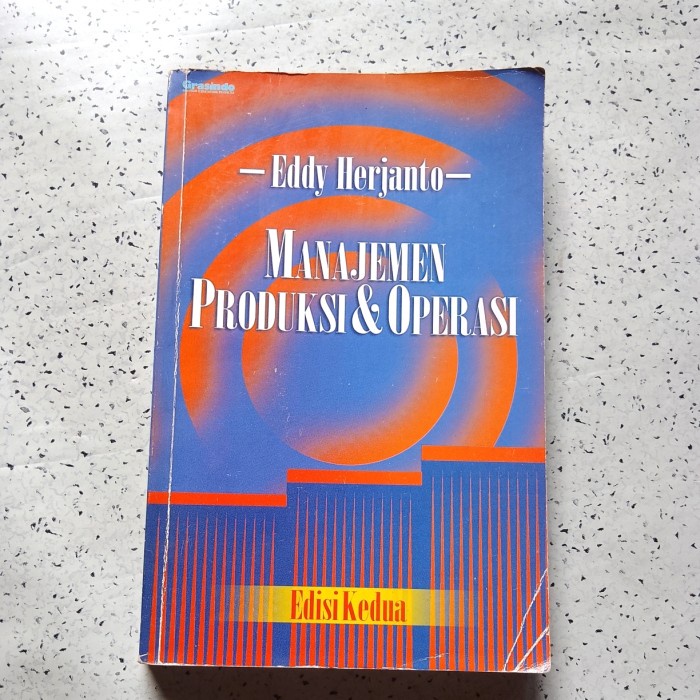 Grasindo
— Eddy Herjanto —
MANAJEMEN
PRODUKSI & OPERASI
Edisi Kedua